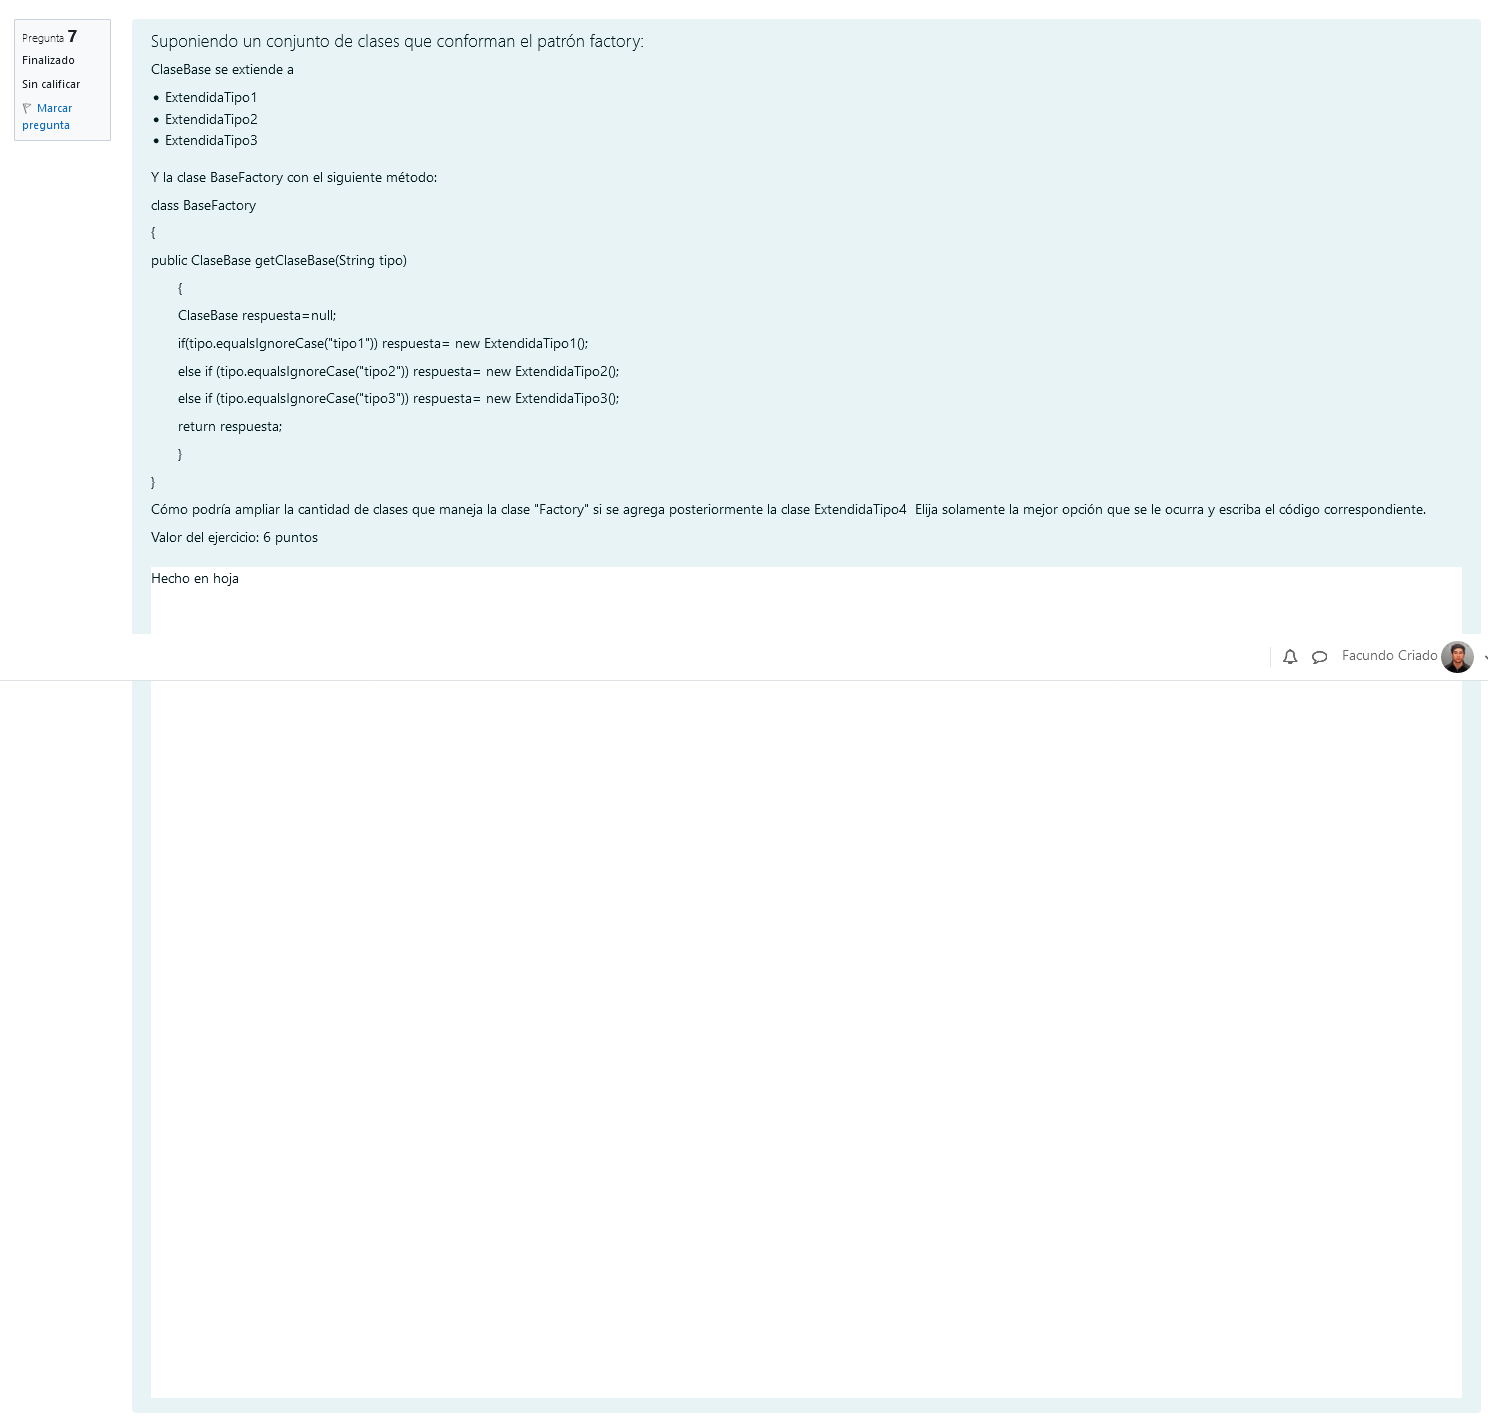 Pregunta 7
Finalizado
Sin calificar
Marcar
pregunta
Suponiendo un conjunto de clases que conforman el patrón factory:
ClaseBase se extiende a
• ExtendidaTipo1
• ExtendidaTipo2
• ExtendidaTipo3
Y la clase BaseFactory con el siguiente método:
class BaseFactory
{
public ClaseBase getClaseBase(String tipo)
{
ClaseBase respuesta=null;
if(tipo.equalsIgnoreCase("tipo1")) respuesta= new ExtendidaTipo1();
else if (tipo.equalsIgnoreCase("tipo2")) respuesta= new ExtendidaTipo2();
else if (tipo.equalsIgnoreCase("tipo3")) respuesta= new ExtendidaTipo3();
return respuesta;
}
}
Cómo podría ampliar la cantidad de clases que maneja la clase "Factory" si se agrega posteriormente la clase ExtendidaTipo4  Elija solamente la mejor opción que se le ocurra y escriba el código correspondiente.
Valor del ejercicio: 6 puntos
Hecho en hoja
Facundo Criado